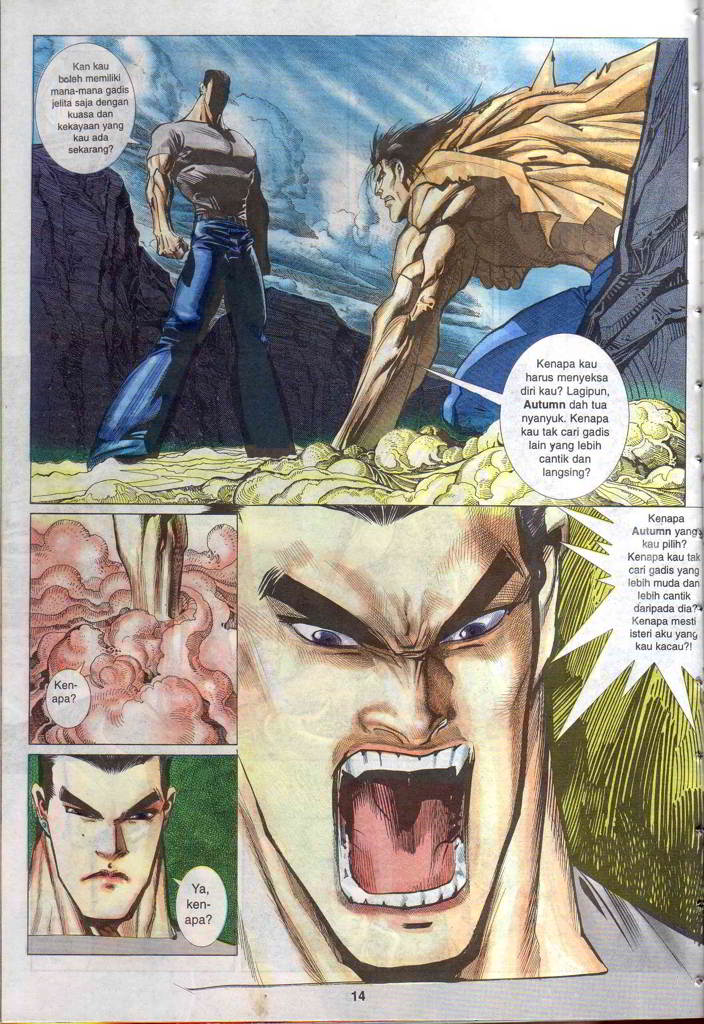 Kan kau
boleh memiliki
mana-mana gadis
jelita saja dengan
kuasa dan
kekayaan yang
kau ada
sekarang?
Kenapa kau
harus menyeksa
diri kau? Lagipun,
Autumn dah tua
nyanyuk. Kenapa
kau tak cari gadis
lain yang lebih
cantik dan
langsing?
Ken-
apa?
Kenapa
Autumn yang
kau pilih?
Kenapa kau tak
cari gadis yang
lebih muda dan
lebih cantik
daripada dia?
Kenapa mesti
isteri aku yang
kau kacau?!
Ya,
ken-
apa?
14